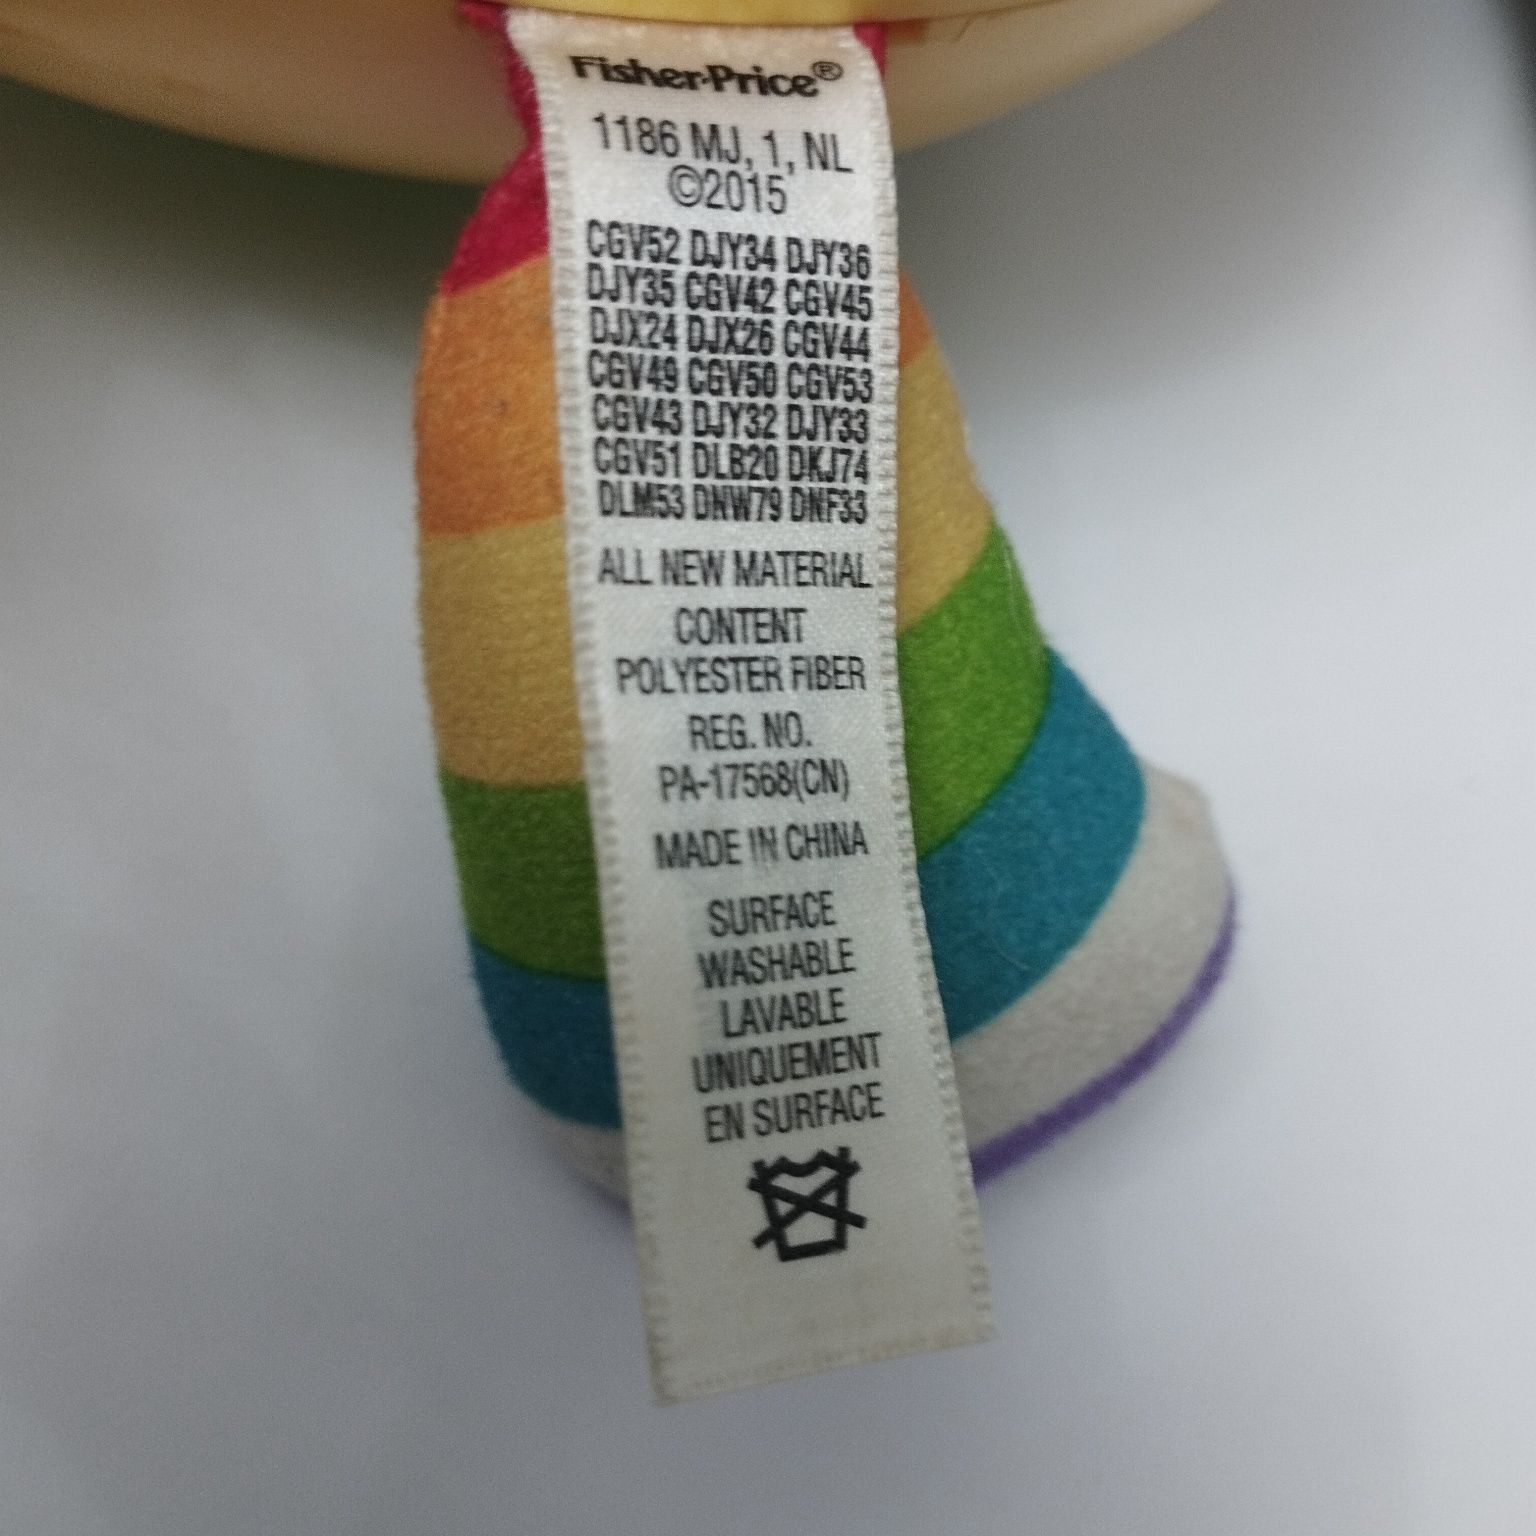 Fisher-Price®
1186 MJ, 1, NL
©2015
CGV52 DJY34 DJY36
DJY35 CGV42 CGV45
DJX24 DJX26 CGV44
CGV49 CGV50 CGV53
CGV43 DJY32 DJY33
CGV51 DLB20 DKJ74
DLM53 DNW79 DNF33
ALL NEW MATERIAL
CONTENT
POLYESTER FIBER
REG. NO.
PA-17568(CN)
MADE IN CHINA
SURFACE
WASHABLE
LAVABLE
UNIQUEMENT
EN SURFACE